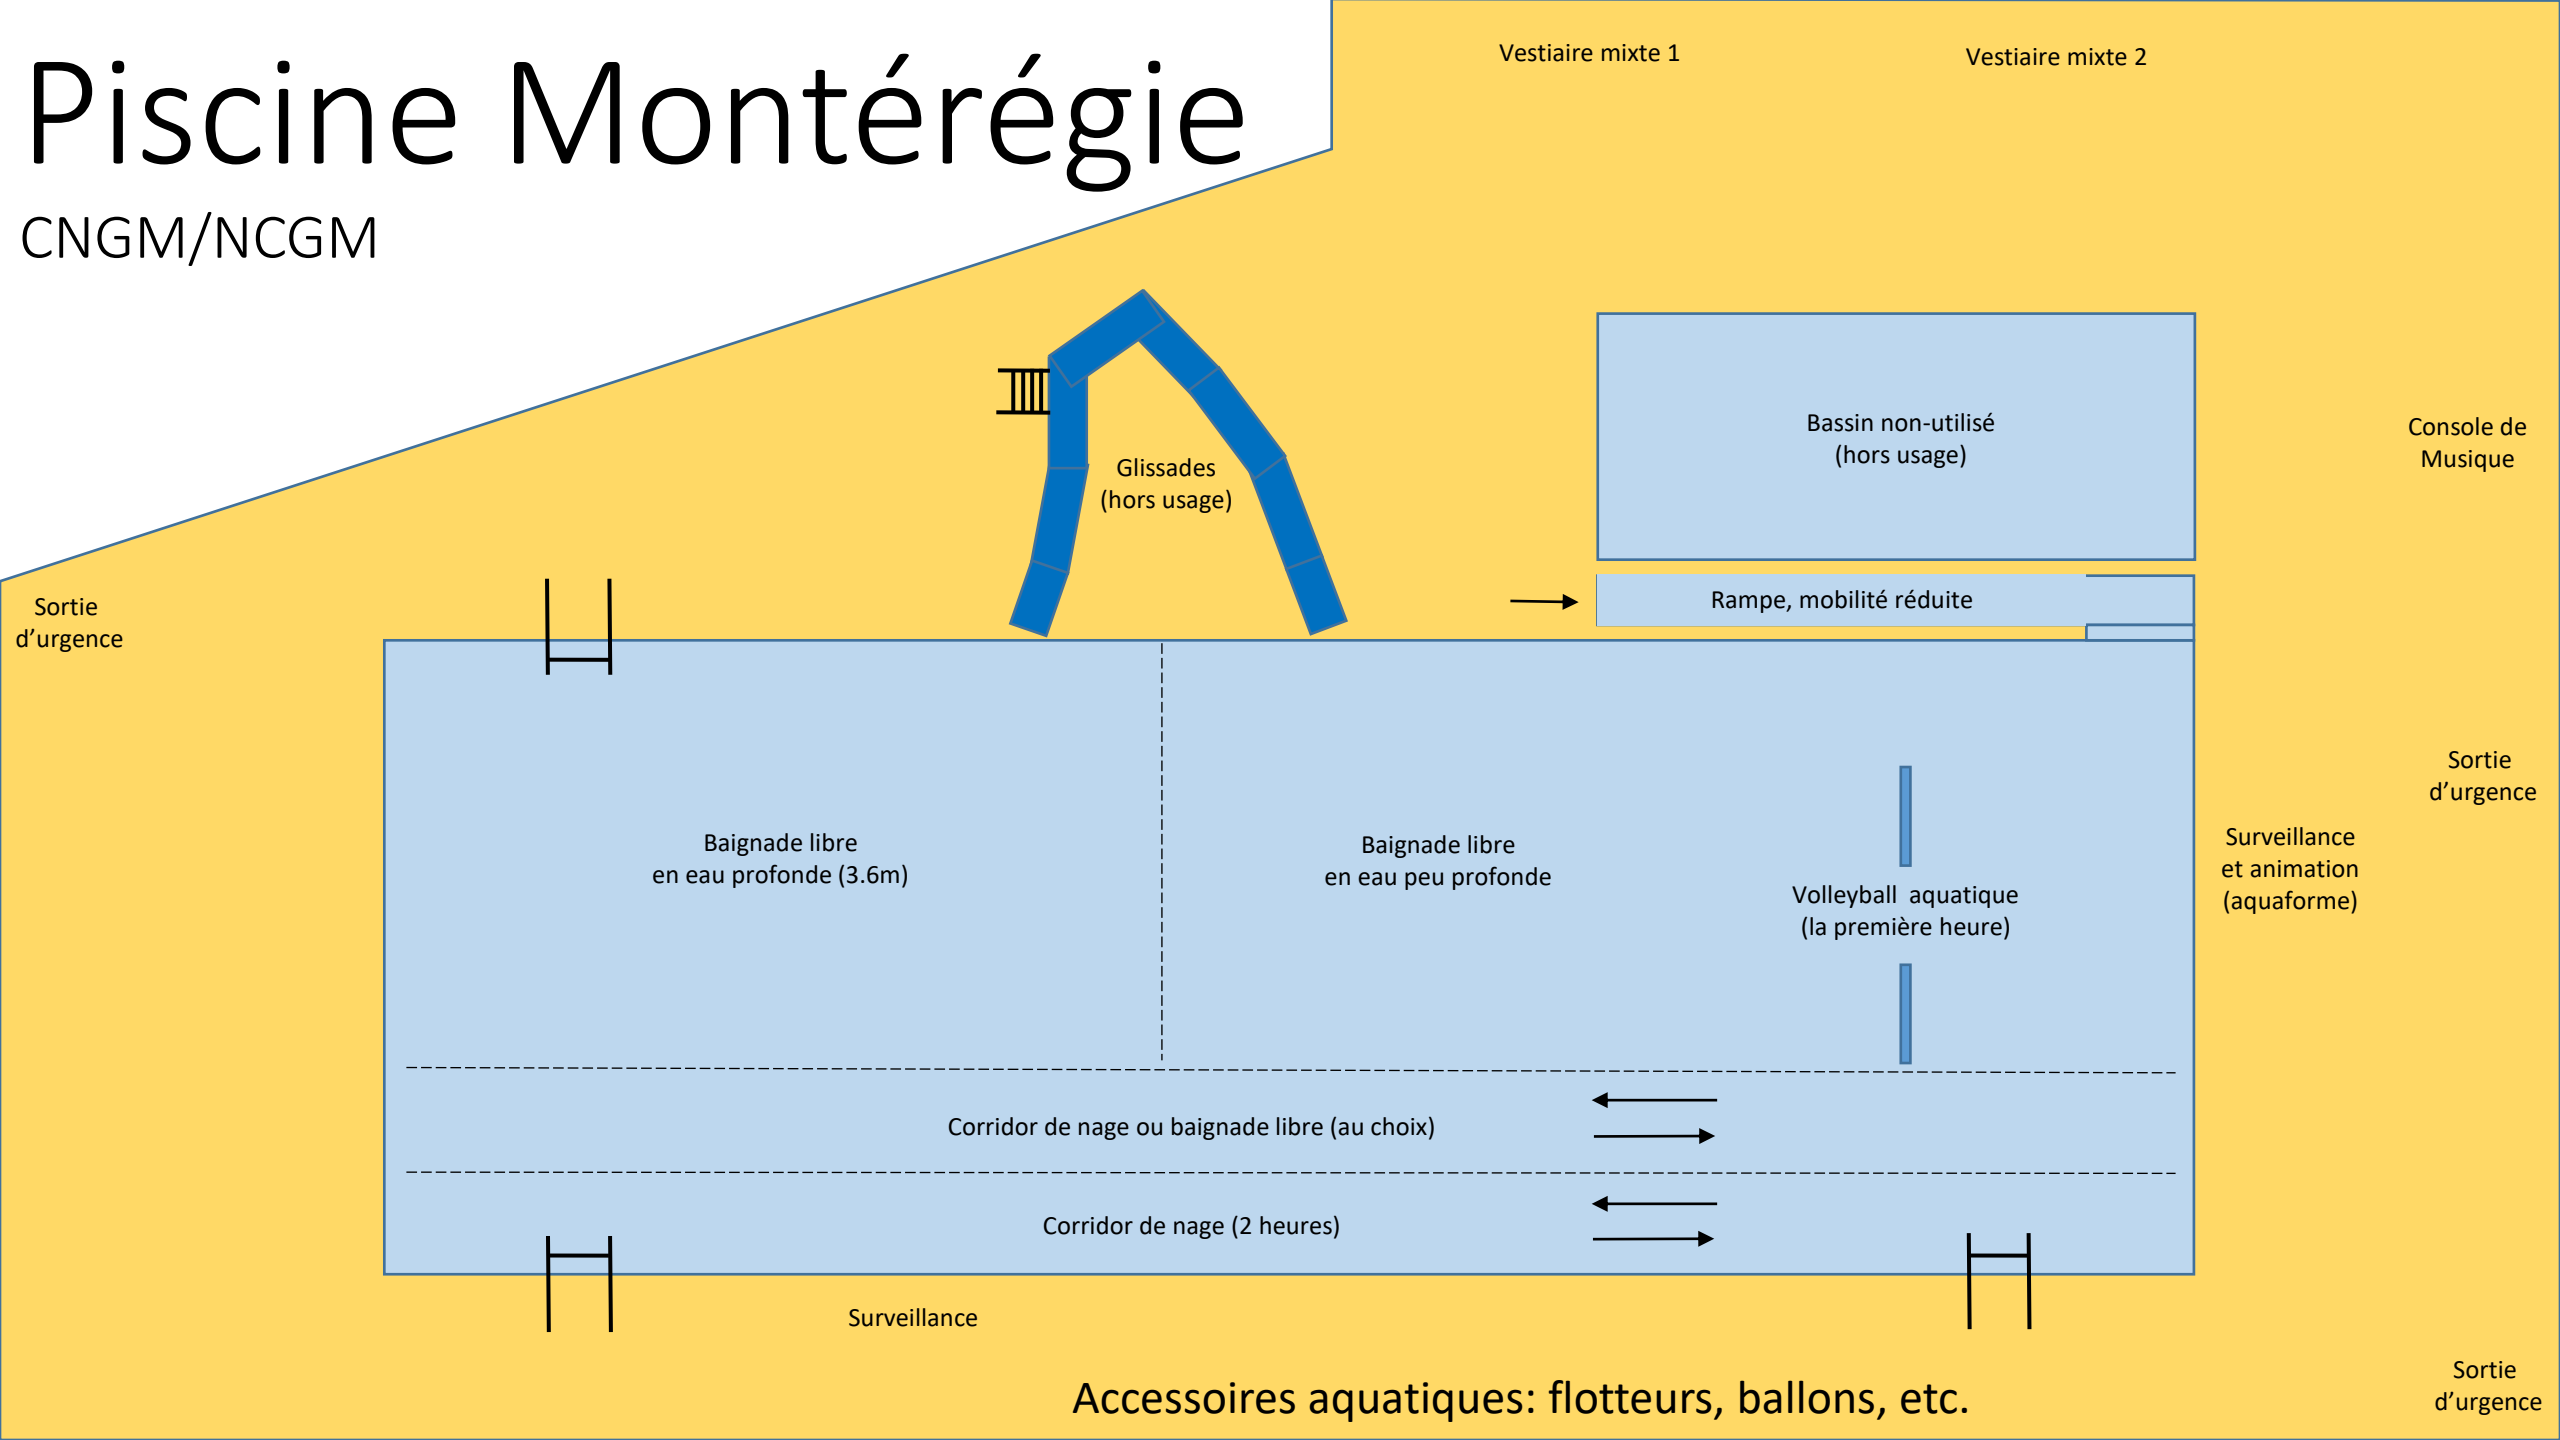 Piscine Montérégie
CNGM/NCGM
Vestiaire mixte 1
Vestiaire mixte 2
Bassin non-utilisé
(hors usage)
Console de
Musique
Glissades
(hors usage)
Rampe, mobilité réduite
Sortie
d’urgence
Sortie
d’urgence
Baignade libre
en eau profonde (3.6m)
Baignade libre
en eau peu profonde
Volleyball  aquatique
(la première heure)
Surveillance
et animation
(aquaforme)
Corridor de nage ou baignade libre (au choix)
Corridor de nage (2 heures)
Surveillance
Accessoires aquatiques: flotteurs, ballons, etc.
Sortie
d’urgence